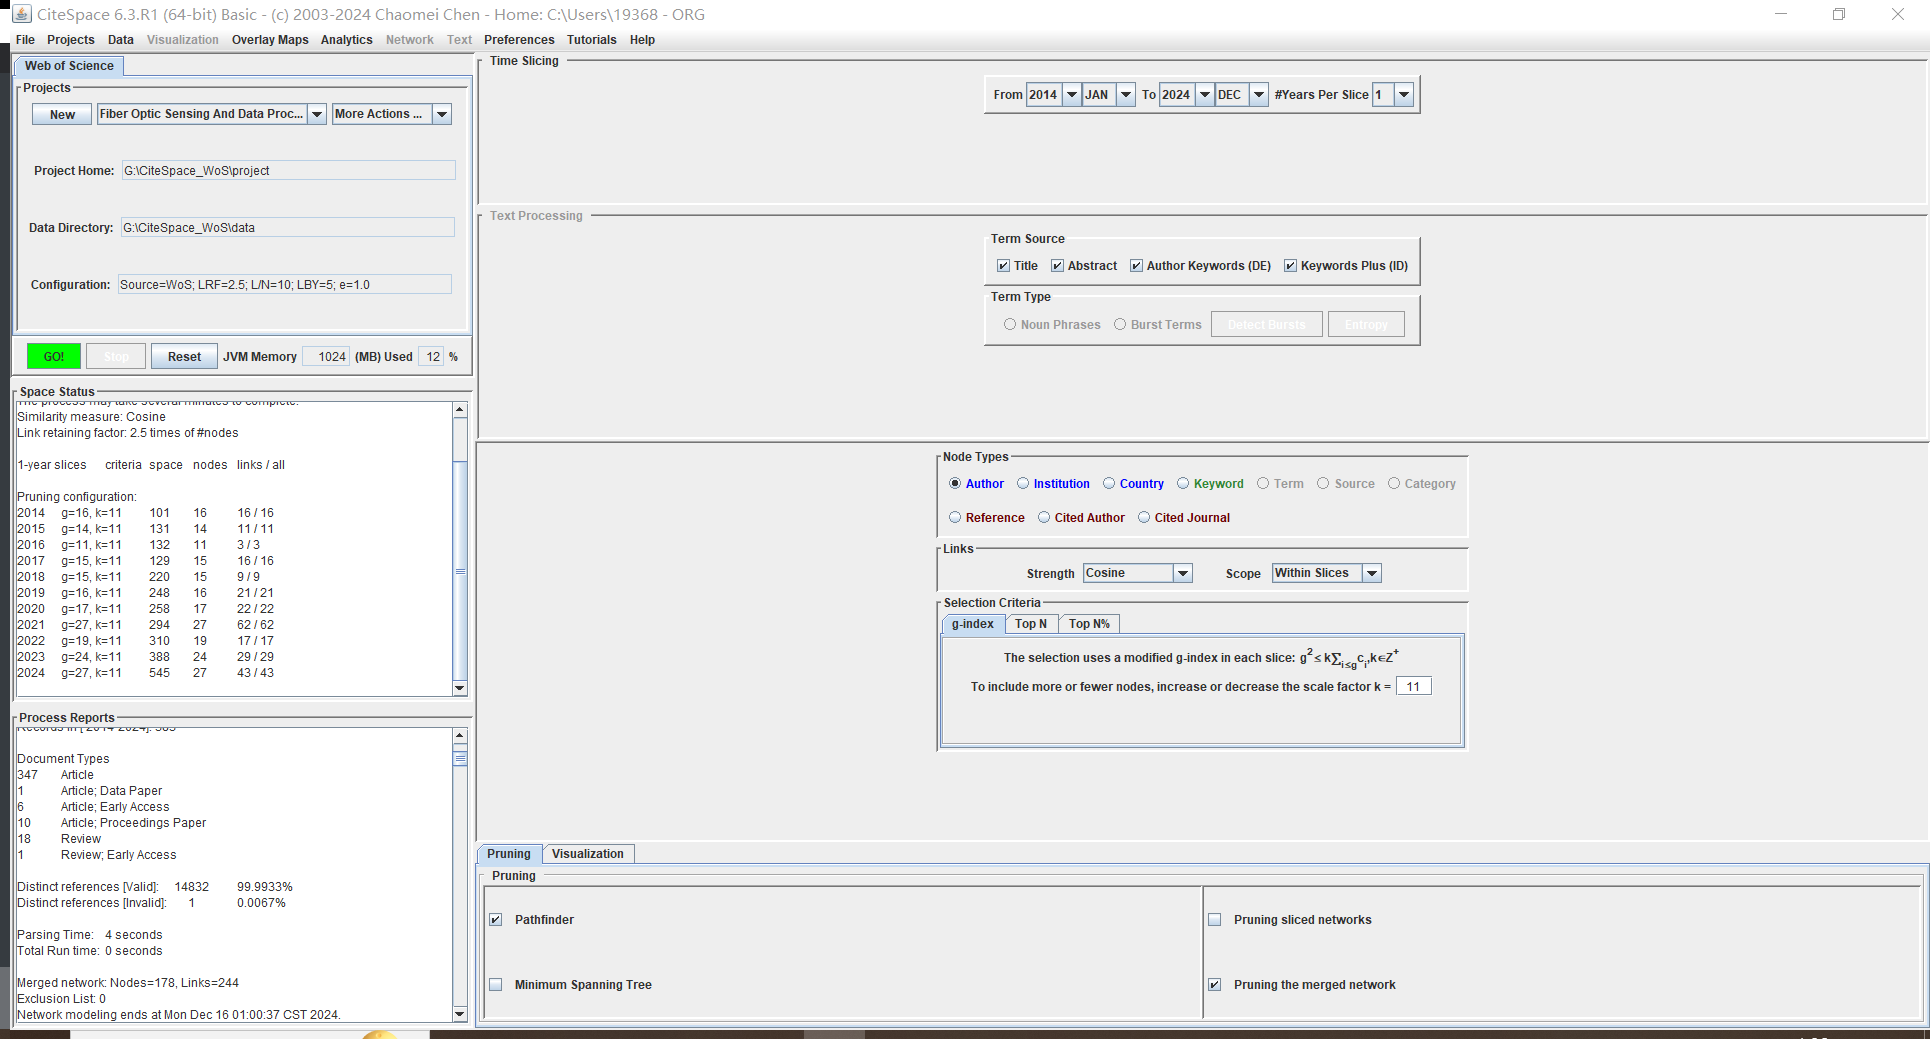 CiteSpace 6.3.R1 (64-bit) Basic - (c) 2003-2024 Chaomei Chen - Home: C:\Users\19368 - ORG
File Projects Data Visualization Overlay Maps Analytics Network Text Preferences Tutorials Help
Web of Science
Projects
New Fiber Optic Sensing And Data Proc... More Actions ...
Project Home: G:\CiteSpace_WoS\project
Data Directory: G:\CiteSpace_WoS\data
Configuration: Source=WoS; LRF=2.5; L/N=10; LBY=5; e=1.0
GO! Stop Reset JVM Memory 1024 (MB) Used 12 %
Space Status
The process may take several minutes to complete.
Similarity measure: Cosine
Link retaining factor: 2.5 times of #nodes
1-year slices criteria space nodes links / all
Pruning configuration:
2014 g=16, k=11 101 16 16 / 16
2015 g=14, k=11 131 14 11 / 11
2016 g=11, k=11 132 11 3 / 3
2017 g=15, k=11 129 15 16 / 16
2018 g=15, k=11 220 15 9 / 9
2019 g=16, k=11 248 16 21 / 21
2020 g=17, k=11 258 17 22 / 22
2021 g=27, k=11 294 27 62 / 62
2022 g=19, k=11 310 19 17 / 17
2023 g=24, k=11 388 24 29 / 29
2024 g=27, k=11 545 27 43 / 43
Process Reports
Records in [ 2014-2024]: 383
Document Types
347 Article
1 Article; Data Paper
6 Article; Early Access
10 Article; Proceedings Paper
18 Review
1 Review; Early Access
Distinct references [Valid]: 14832 99.9933%
Distinct references [Invalid]: 1 0.0067%
Parsing Time: 4 seconds
Total Run time: 0 seconds
Merged network: Nodes=178, Links=244
Exclusion List: 0
Network modeling ends at Mon Dec 16 01:00:37 CST 2024.
Time Slicing
From 2014 JAN To 2024 DEC #Years Per Slice 1
Text Processing
Term Source
Title Abstract Author Keywords (DE) Keywords Plus (ID)
Term Type
Noun Phrases Burst Terms Detect Bursts Entropy
Node Types
Author Institution Country Keyword Term Source Category
Reference Cited Author Cited Journal
Links
Strength Cosine Scope Within Slices
Selection Criteria
g-index Top N Top N%
The selection uses a modified g-index in each slice: g²≤ k∑i≤g ci,k∈Z⁺
To include more or fewer nodes, increase or decrease the scale factor k = 11
Pruning Visualization
Pruning
Pathfinder Pruning sliced networks
Minimum Spanning Tree Pruning the merged network